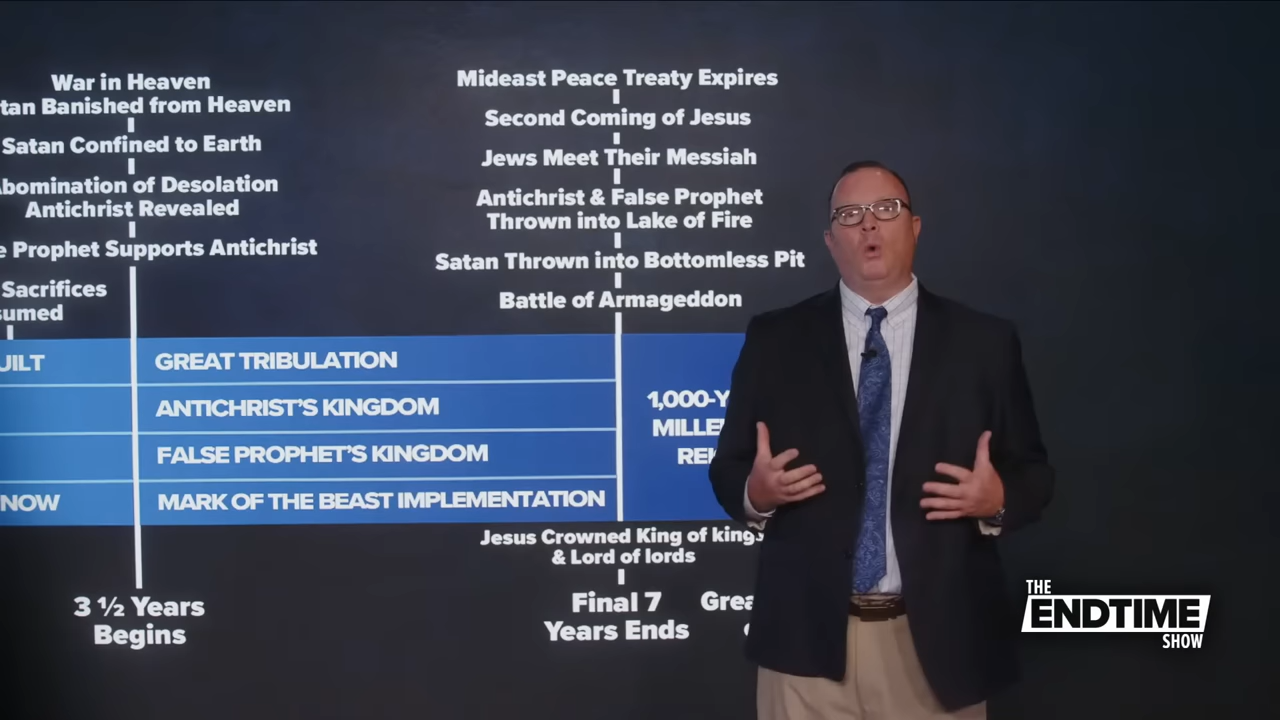 War in Heaven
tan Banished from Heaven
Satan Confined to Earth
bomination of Desolation
Antichrist Revealed
e Prophet Supports Antichrist
Sacrifices
sumed
UILT
NOW
3 ½ Years
Begins
Mideast Peace Treaty Expires
Second Coming of Jesus
Jews Meet Their Messiah
Antichrist & False Prophet
Thrown into Lake of Fire
Satan Thrown into Bottomless Pit
Battle of Armageddon
GREAT TRIBULATION
ANTICHRIST'S KINGDOM
FALSE PROPHET'S KINGDOM
MARK OF THE BEAST IMPLEMENTATION
1,000-Y
MILLE
REI
Jesus Crowned King of kings
& Lord of lords
Final 7
Years Ends
Grea
THE
ENDTIME
SHOW